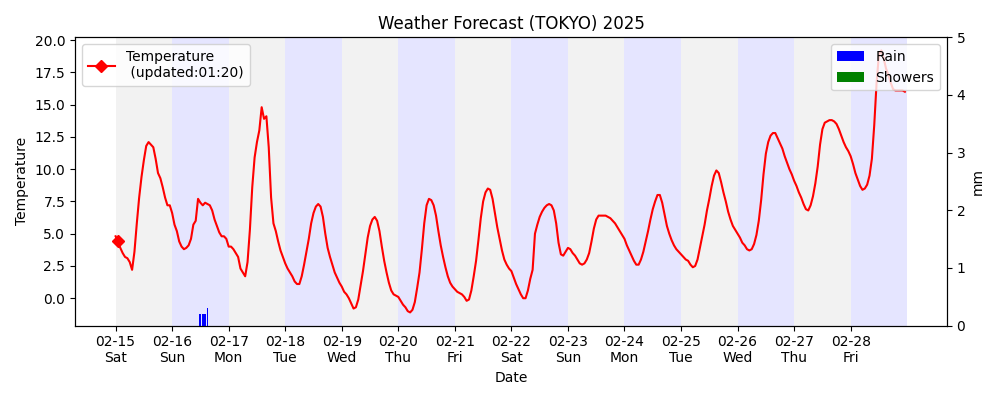 Weather Forecast (TOKYO) 2025
Temperature
(updated:01:20)
Rain
Showers
Temperature
20.0
17.5
15.0
12.5
10.0
7.5
5.0
2.5
0.0
5
4
3
2
1
0
mm
02-15 02-16 02-17 02-18 02-19 02-20 02-21 02-22 02-23 02-24 02-25 02-26 02-27 02-28
Sat Sun Mon Tue Wed Thu Fri Sat Sun Mon Tue Wed Thu Fri
Date